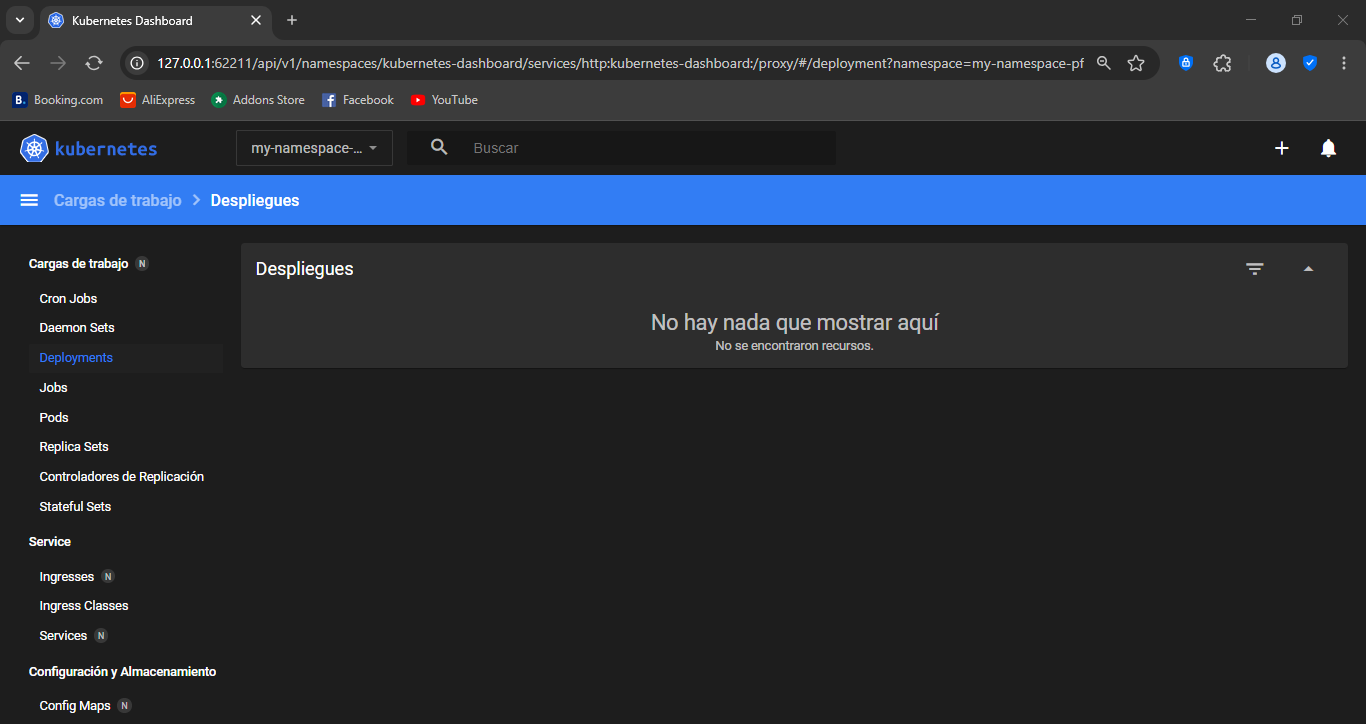 Kubernetes Dashboard
127.0.0.1:62211/api/v1/namespaces/kubernetes-dashboard/services/http:kubernetes-dashboard:/proxy/#/deployment?namespace=my-namespace-pf
B. Booking.com AliExpress Addons Store Facebook YouTube
kubernetes my-namespace-... Buscar
Cargas de trabajo > Despliegues
Cargas de trabajo N
Cron Jobs
Daemon Sets
Deployments
Jobs
Pods
Replica Sets
Controladores de Replicación
Stateful Sets
Service
Ingresses N
Ingress Classes
Services N
Configuración y Almacenamiento
Config Maps N
Despliegues
No hay nada que mostrar aquí
No se encontraron recursos.